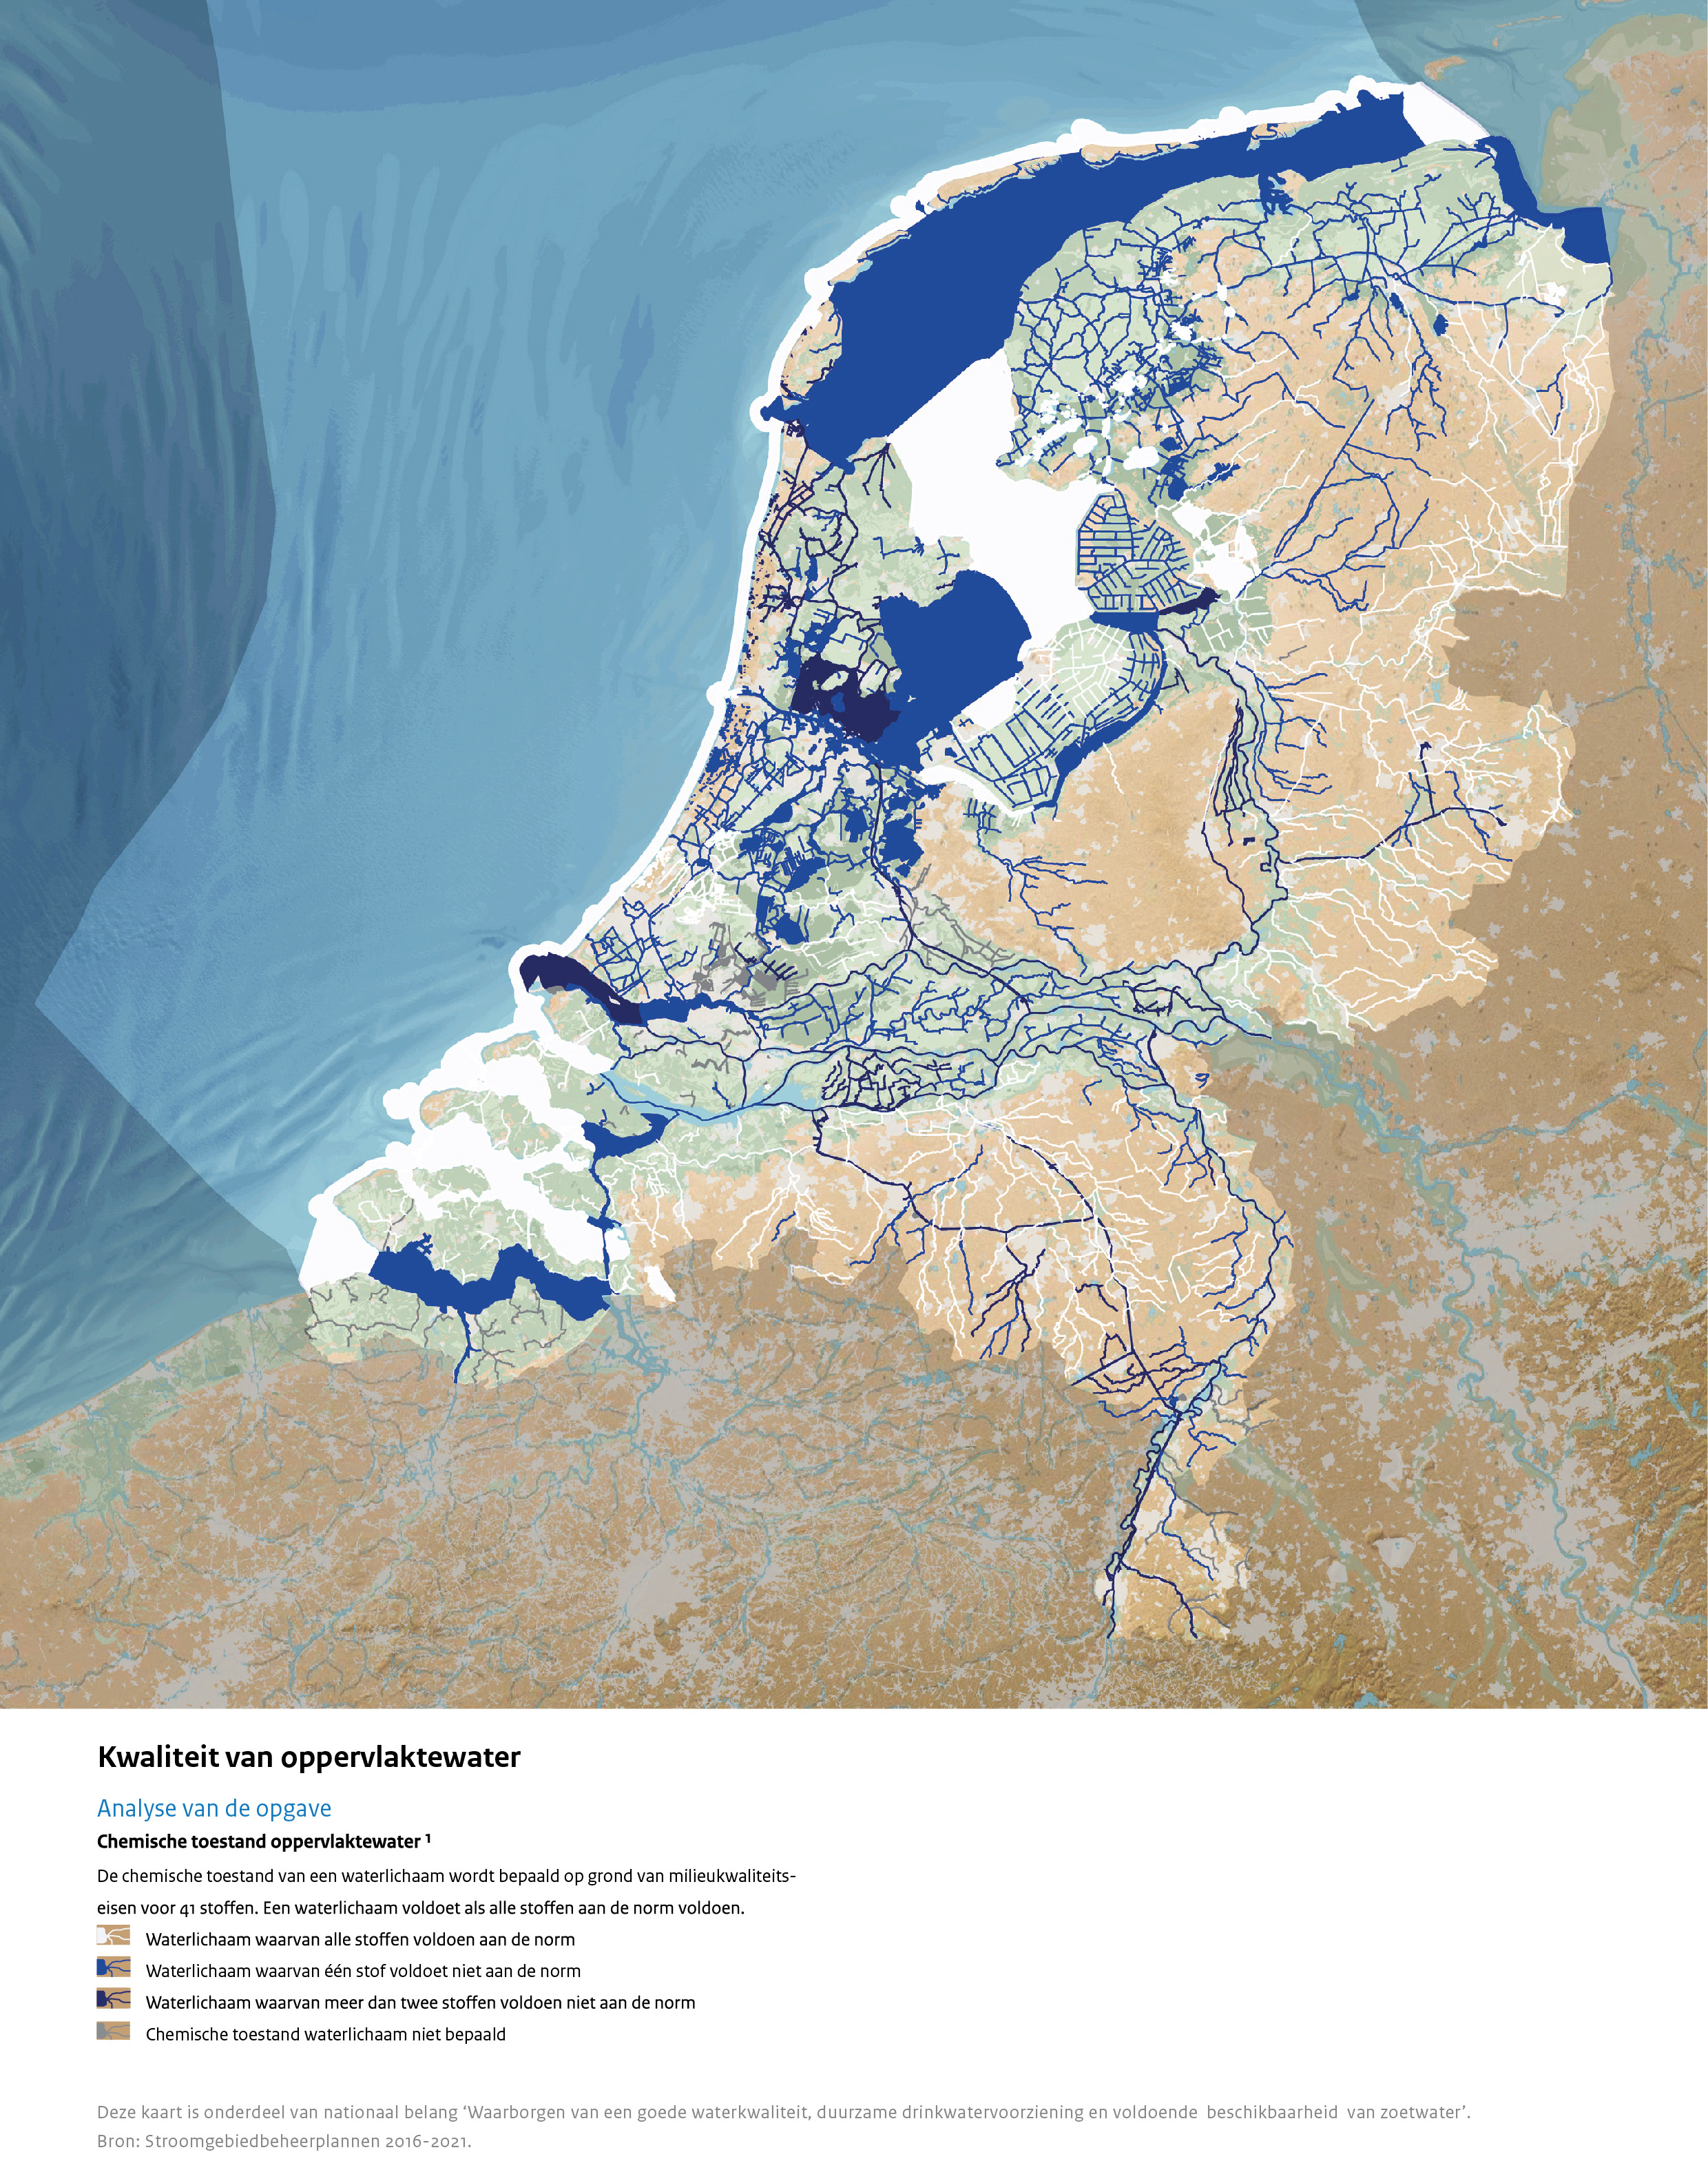 Kwaliteit van oppervlaktewater
Analyse van de opgave
Chemische toestand oppervlaktewater ¹
De chemische toestand van een waterlichaam wordt bepaald op grond van milieukwaliteits-
eisen voor 41 stoffen. Een waterlichaam voldoet als alle stoffen aan de norm voldoen.
Waterlichaam waarvan alle stoffen voldoen aan de norm
Waterlichaam waarvan één stof voldoet niet aan de norm
Waterlichaam waarvan meer dan twee stoffen voldoen niet aan de norm
Chemische toestand waterlichaam niet bepaald
Deze kaart is onderdeel van nationaal belang ‘Waarborgen van een goede waterkwaliteit, duurzame drinkwatervoorziening en voldoende beschikbaarheid van zoetwater’.
Bron: Stroomgebiedbeheerplannen 2016-2021.